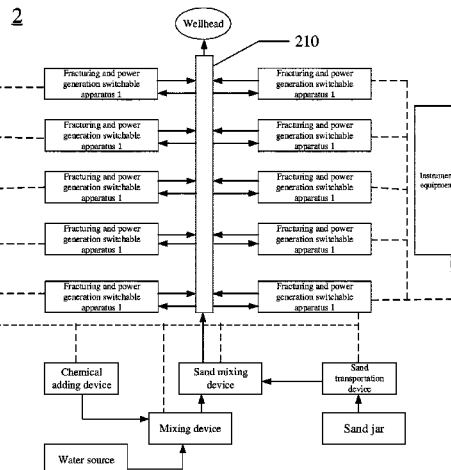 2
Wellhead
210
Fracturing and power
generation switchable
apparatus 1
Fracturing and power
generation switchable
apparatus 1
Fracturing and power
generation switchable
apparatus 1
Fracturing and power
generation switchable
apparatus 1
Fracturing and power
generation switchable
apparatus 1
Fracturing and power
generation switchable
apparatus 1
Fracturing and power
generation switchable
apparatus 1
Fracturing and power
generation switchable
apparatus 1
Fracturing and power
generation switchable
apparatus 1
Fracturing and power
generation switchable
apparatus 1
Instrument
equipment
Chemical
adding device
Sand mixing
device
Sand
transportation
device
Mixing device
Sand jar
Water source